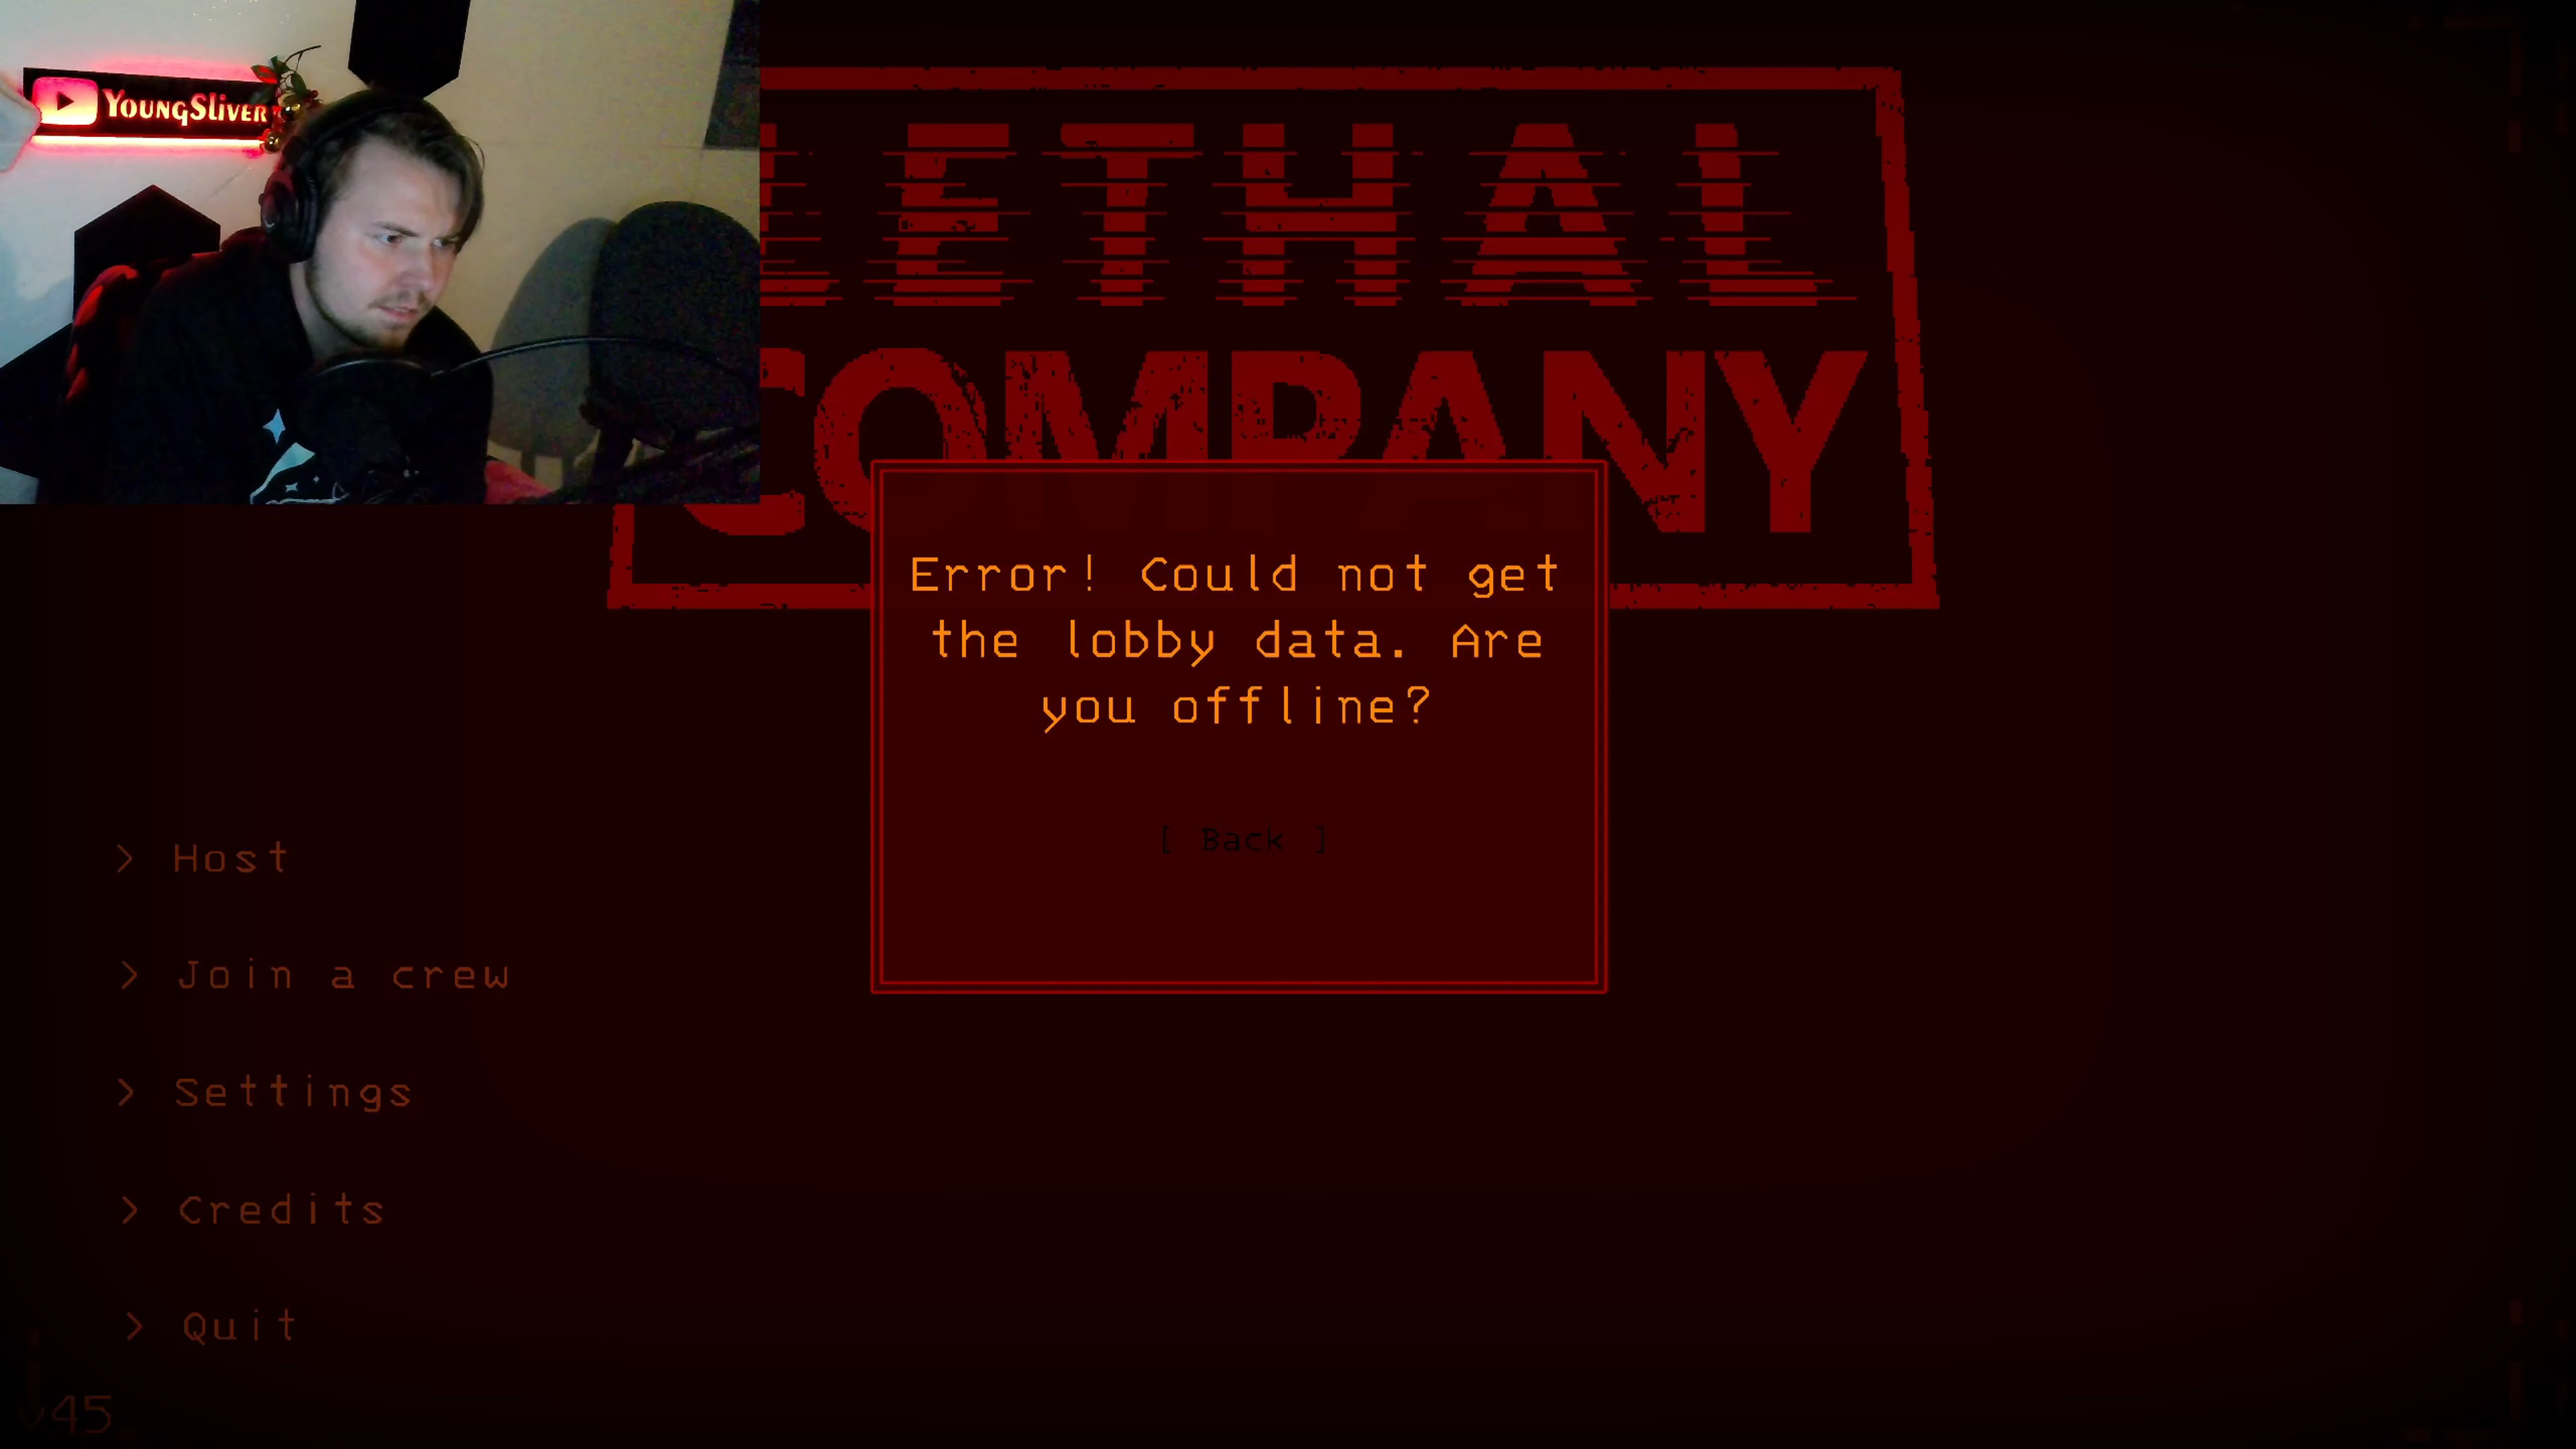 YoungSliver
LETHAL
COMPANY
Error! Could not get
the lobby data. Are
you offline?
[ Back ]
> Host
> Join a crew
> Settings
> Credits
> Quit
v45